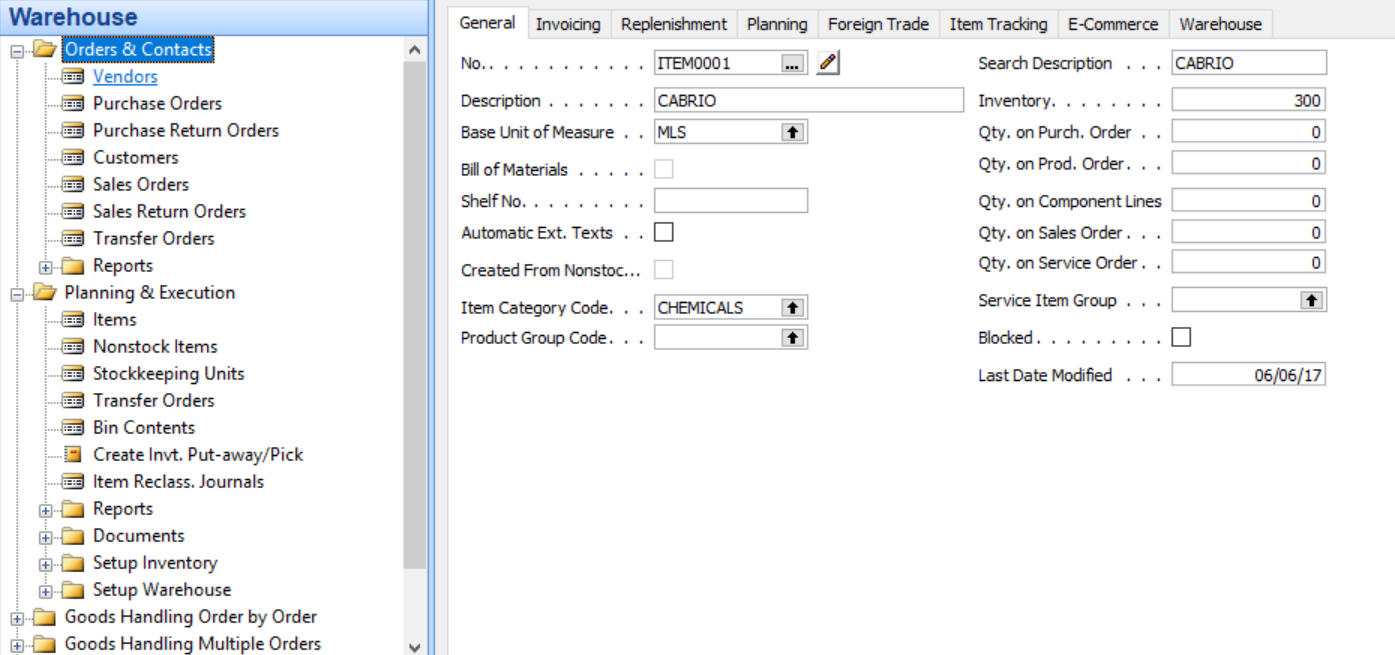 Warehouse
Orders & Contacts
Vendors
Purchase Orders
Purchase Return Orders
Customers
Sales Orders
Sales Return Orders
Transfer Orders
Reports
Planning & Execution
Items
Nonstock Items
Stockkeeping Units
Transfer Orders
Bin Contents
Create Invt. Put-away/Pick
Item Reclass. Journals
Reports
Documents
Setup Inventory
Setup Warehouse
Goods Handling Order by Order
Goods Handling Multiple Orders
General Invoicing Replenishment Planning Foreign Trade Item Tracking E-Commerce Warehouse
No. . . . . . . . . . . . ITEM0001 ...
Description . . . . . . . CABRIO
Base Unit of Measure . . MLS
Bill of Materials . . . . .
Shelf No. . . . . . . . . .
Automatic Ext. Texts . .
Created From Nonstoc...
Item Category Code. . . CHEMICALS
Product Group Code. . .
Search Description . . . CABRIO
Inventory. . . . . . . . 300
Qty. on Purch. Order . . 0
Qty. on Prod. Order. . . 0
Qty. on Component Lines 0
Qty. on Sales Order. . . 0
Qty. on Service Order. . 0
Service Item Group . . .
Blocked. . . . . . . . .
Last Date Modified . . . 06/06/17